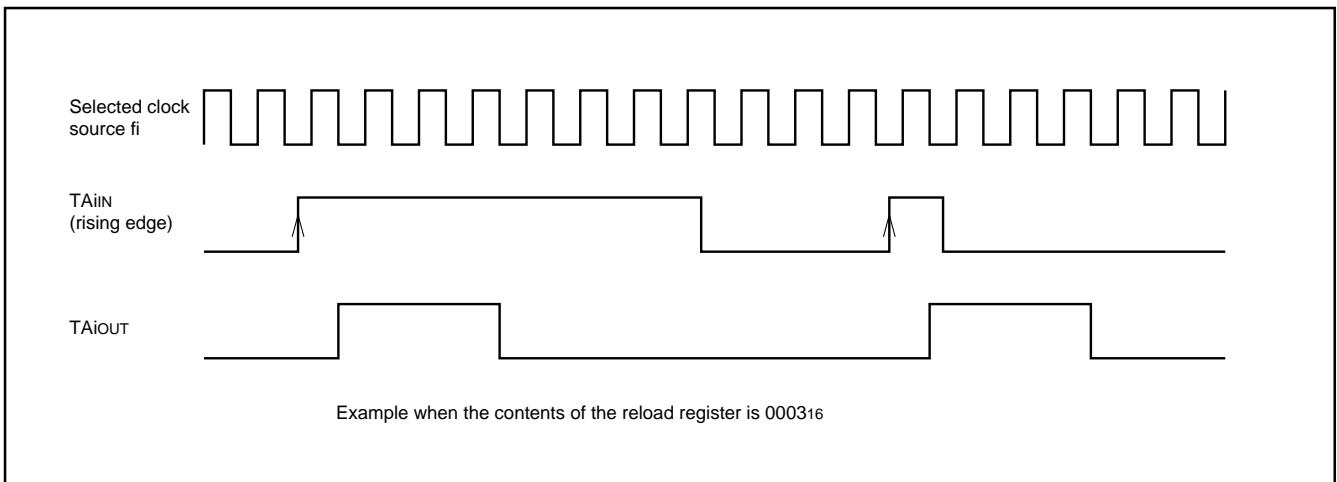 Selected clock
source fi
TAiIN
(rising edge)
TAiOUT
Example when the contents of the reload register is 000316